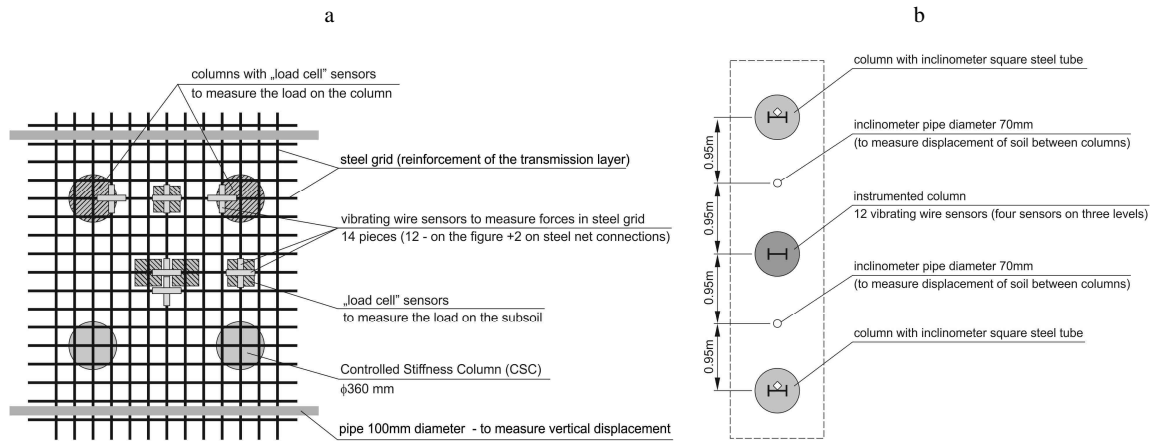 a
columns with „load cell” sensors
to measure the load on the column
steel grid (reinforcement of the transmission layer)
vibrating wire sensors to measure forces in steel grid
14 pieces (12 - on the figure +2 on steel net connections)
„load cell” sensors
to measure the load on the subsoil
Controlled Stiffness Column (CSC)
ϕ360 mm
pipe 100mm diameter - to measure vertical displacement
b
column with inclinometer square steel tube
0.95m
inclinometer pipe diameter 70mm
(to measure displacement of soil between columns)
0.95m
instrumented column
12 vibrating wire sensors (four sensors on three levels)
0.95m
inclinometer pipe diameter 70mm
(to measure displacement of soil between columns)
0.95m
column with inclinometer square steel tube